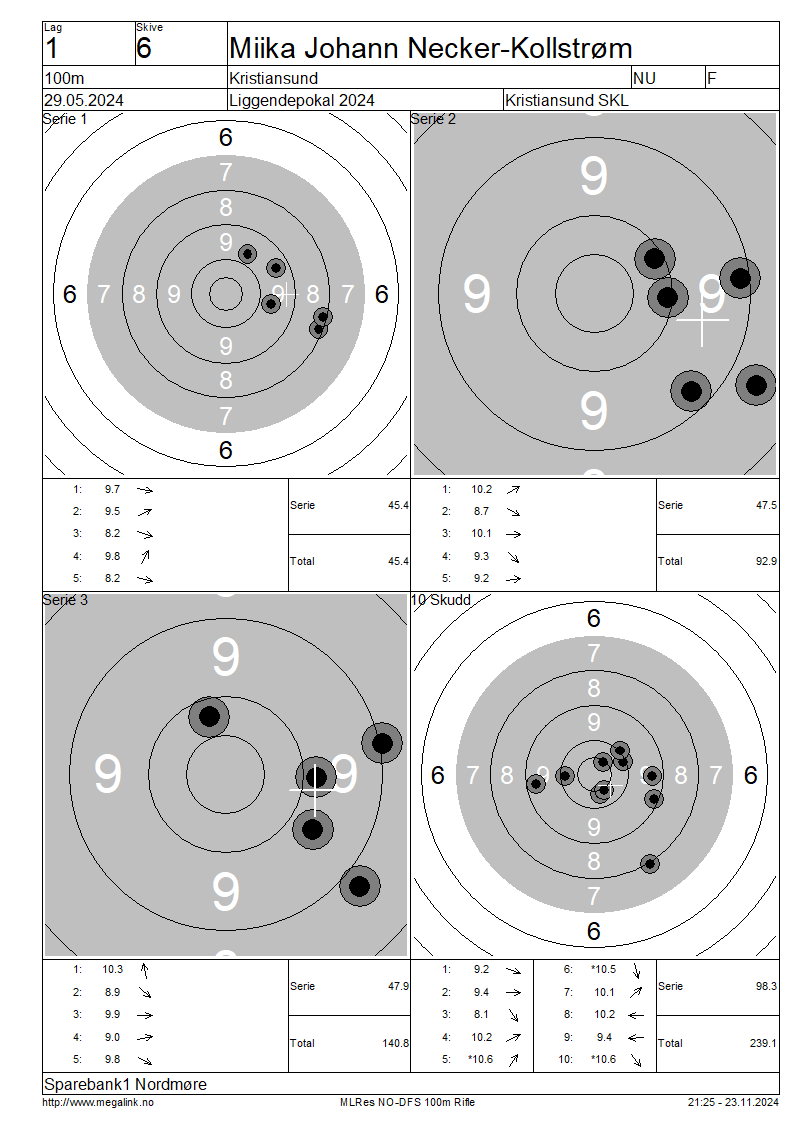 Lag
Skive
1
6
Miika Johann Necker-Kollstrøm
100m
Kristiansund
NU
F
29.05.2024
Liggendepokal 2024
Kristiansund SKL
Serie 1
6
7
8
9
6 7 8 9 9 8 7 6
9
8
7
6
Serie 2
9
9 9
9
1: 9.7
2: 9.5
3: 8.2
4: 9.8
5: 8.2
Serie 45.4
Total 45.4
1: 10.2
2: 8.7
3: 10.1
4: 9.3
5: 9.2
Serie 47.5
Total 92.9
Serie 3
9
9 9
9
10 Skudd
6
7
8
9
6 7 8 9 9 8 7 6
9
8
7
6
1: 10.3
2: 8.9
3: 9.9
4: 9.0
5: 9.8
Serie 47.9
Total 140.8
1: 9.2
2: 9.4
3: 8.1
4: 10.2
5: *10.6
6: *10.5
7: 10.1
8: 10.2
9: 9.4
10: *10.6
Serie 98.3
Total 239.1
Sparebank1 Nordmøre
http://www.megalink.no
MLRes NO-DFS 100m Rifle
21:25 - 23.11.2024